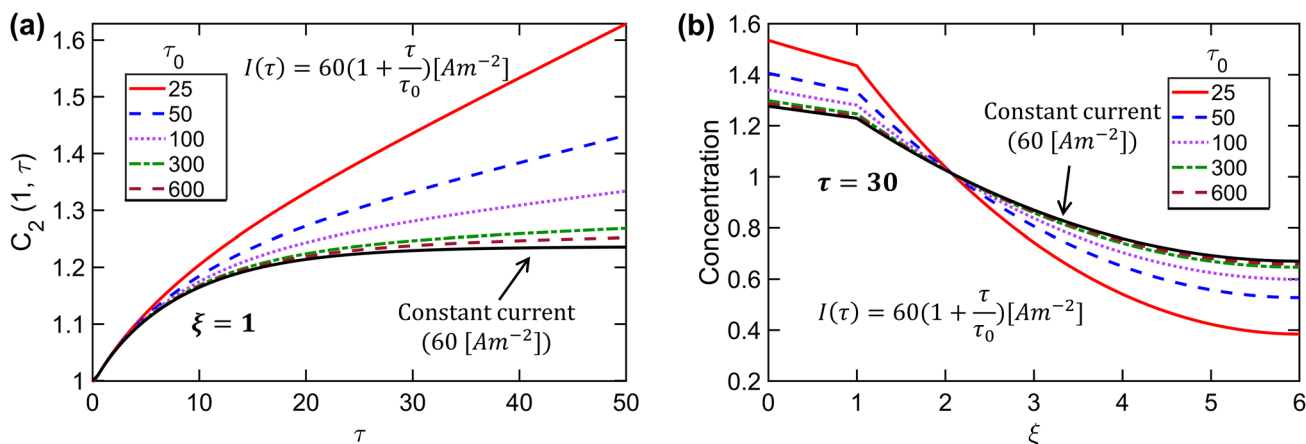 (a)
C₂ (1, τ)
1.6
1.5
1.4
1.3
1.2
1.1
1
0
10
20
30
40
50
τ
τ₀
25
50
100
300
600
I(τ) = 60(1 + τ/τ₀)[Am⁻²]
ξ = 1
Constant current
(60 [Am⁻²])
(b)
Concentration
1.6
1.4
1.2
1
0.8
0.6
0.4
0.2
0
1
2
3
4
5
6
ξ
τ₀
25
50
100
300
600
Constant current
(60 [Am⁻²])
τ = 30
I(τ) = 60(1 + τ/τ₀)[Am⁻²]